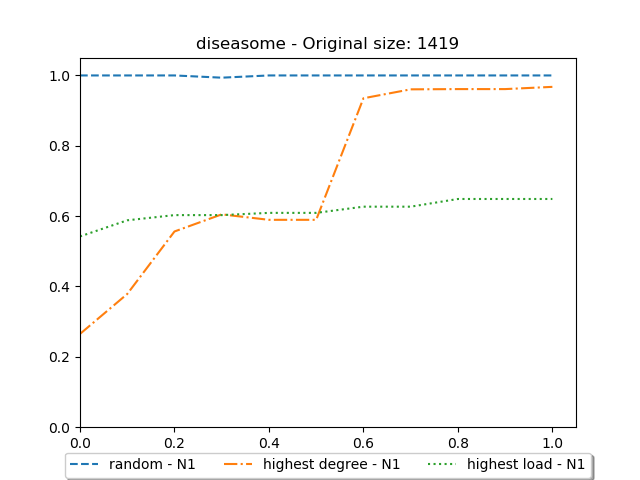 diseasome - Original size: 1419
1.0
0.8
0.6
0.4
0.2
0.0
0.0 0.2 0.4 0.6 0.8 1.0
random - N1 highest degree - N1 highest load - N1